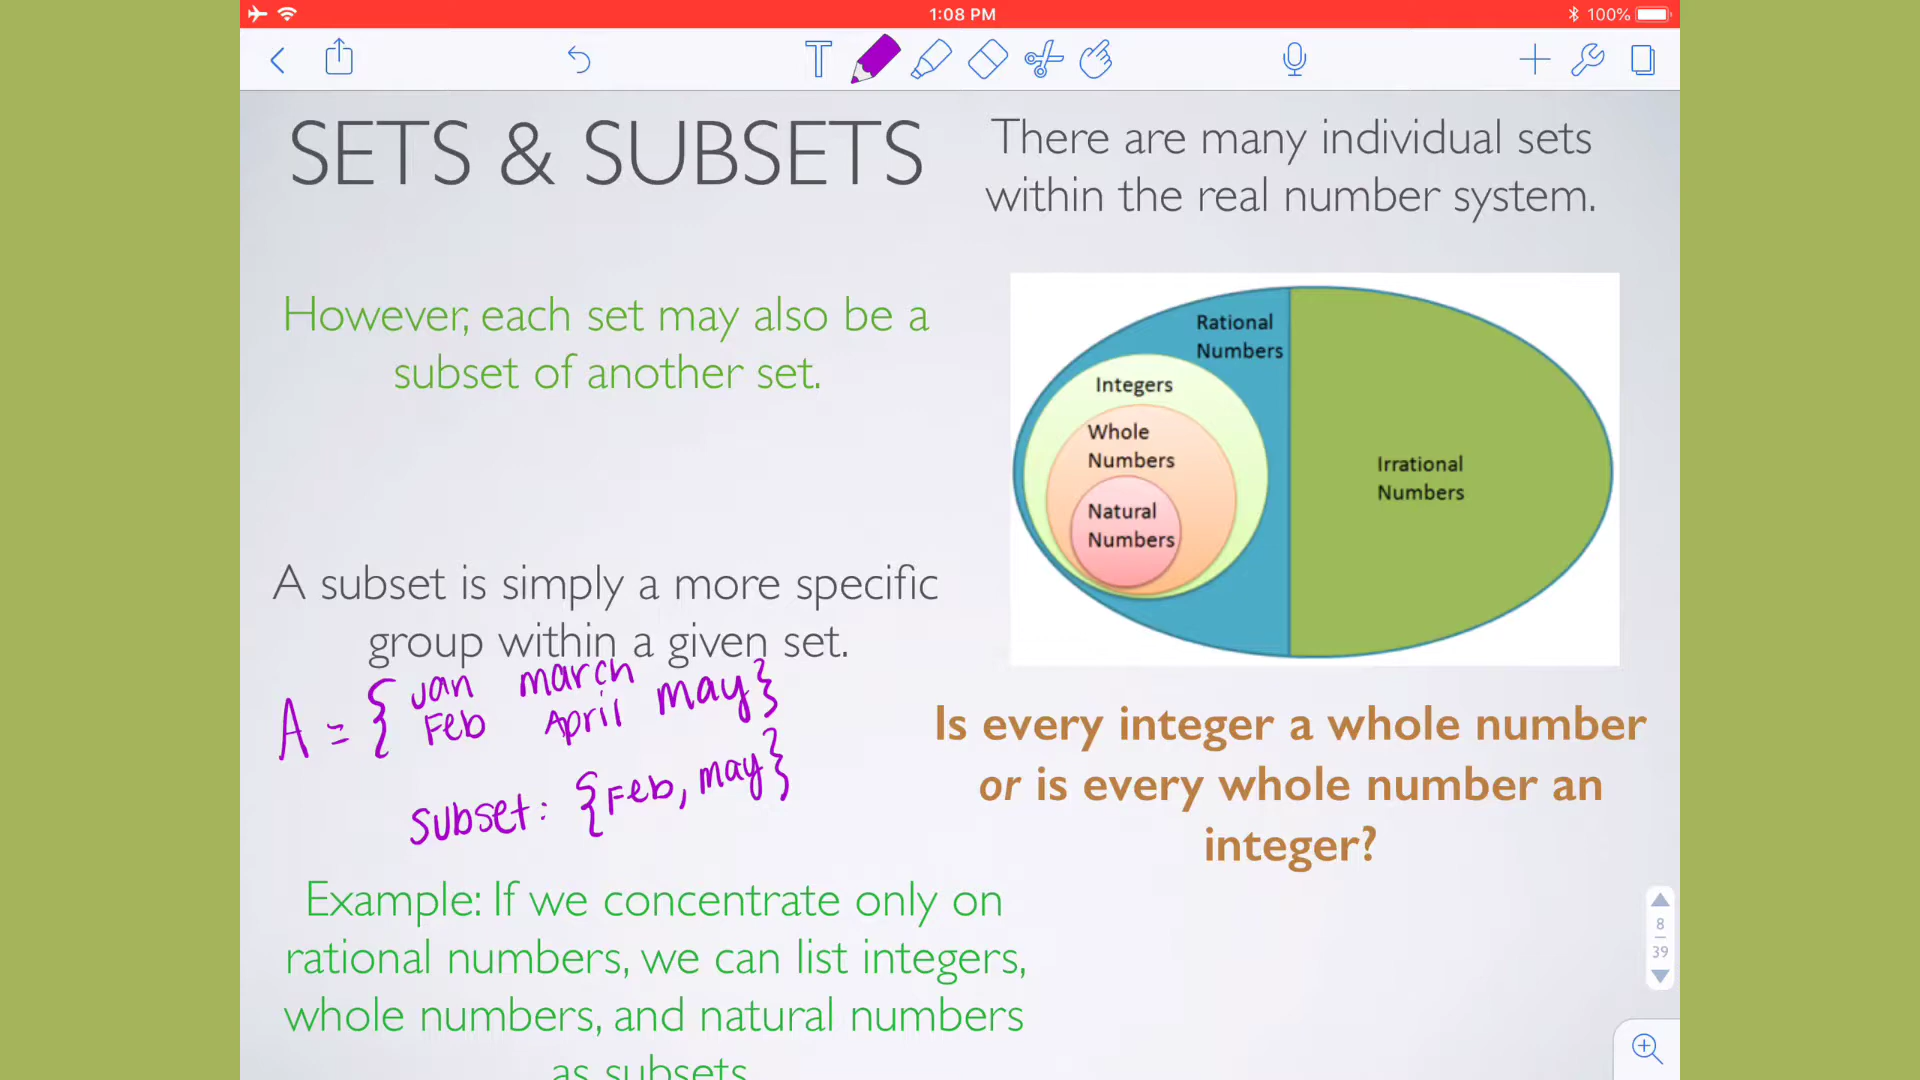 1:08 PM
100%
T
SETS & SUBSETS
There are many individual sets
within the real number system.
However, each set may also be a
subset of another set.
Rational
Numbers
Integers
Whole
Numbers
Natural
Numbers
Irrational
Numbers
A subset is simply a more specific
group within a given set.
A = { Jan march may}
Feb April
subset: {Feb, may}
Is every integer a whole number
or is every whole number an
integer?
Example: If we concentrate only on
rational numbers, we can list integers,
whole numbers, and natural numbers
as subsets
8
39